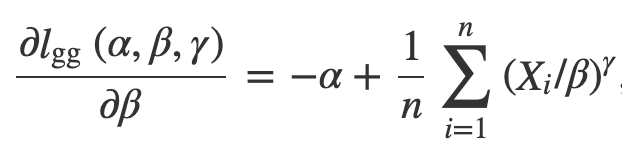 ∂l_gg (α, β, γ) / ∂β = −α + 1/n ∑_{i=1}^{n} (X_i/β)^γ,